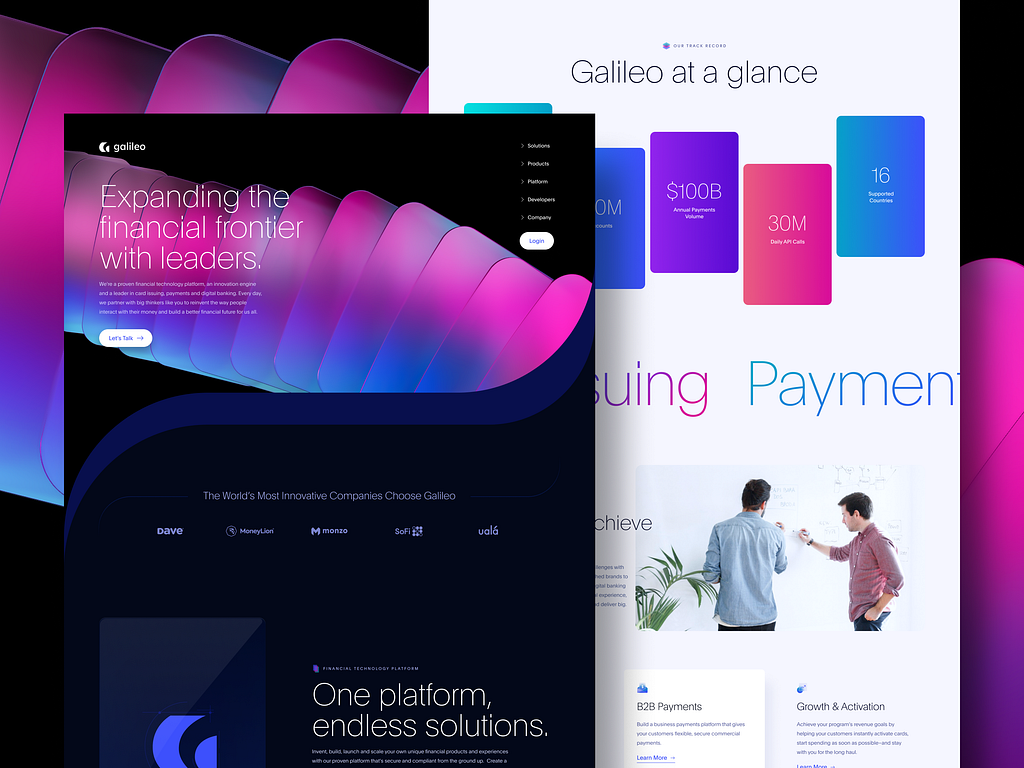 galileo
Solutions
Products
Platform
Developers
Company
Login
Expanding the
financial frontier
with leaders.
We're a proven financial technology platform, an innovation engine
and a leader in card issuing, payments and digital banking. Every day,
we partner with big thinkers like you to reinvent the way people
interact with their money and build a better financial future for us all.
Let's Talk
The World's Most Innovative Companies Choose Galileo
Dave
MoneyLion
monzo
SoFi
ualá
FINANCIAL TECHNOLOGY PLATFORM
One platform,
endless solutions.
Invent, build, launch and scale your own unique financial products and experiences
with our proven platform that's secure and compliant from the ground up. Create a
OUR TRACK RECORD
Galileo at a glance
0M
counts
$100B
Annual Payments
Volume
30M
Daily API Calls
16
Supported
Countries
suing Payment
chieve
llenges with
hed brands to
igital banking
r experience,
d deliver big.
B2B Payments
Build a business payments platform that gives
your customers flexible, secure commercial
payments.
Learn More
Growth & Activation
Achieve your program's revenue goals by
helping your customers instantly activate cards,
start spending as soon as possible–and stay
with you for the long haul.
Learn More